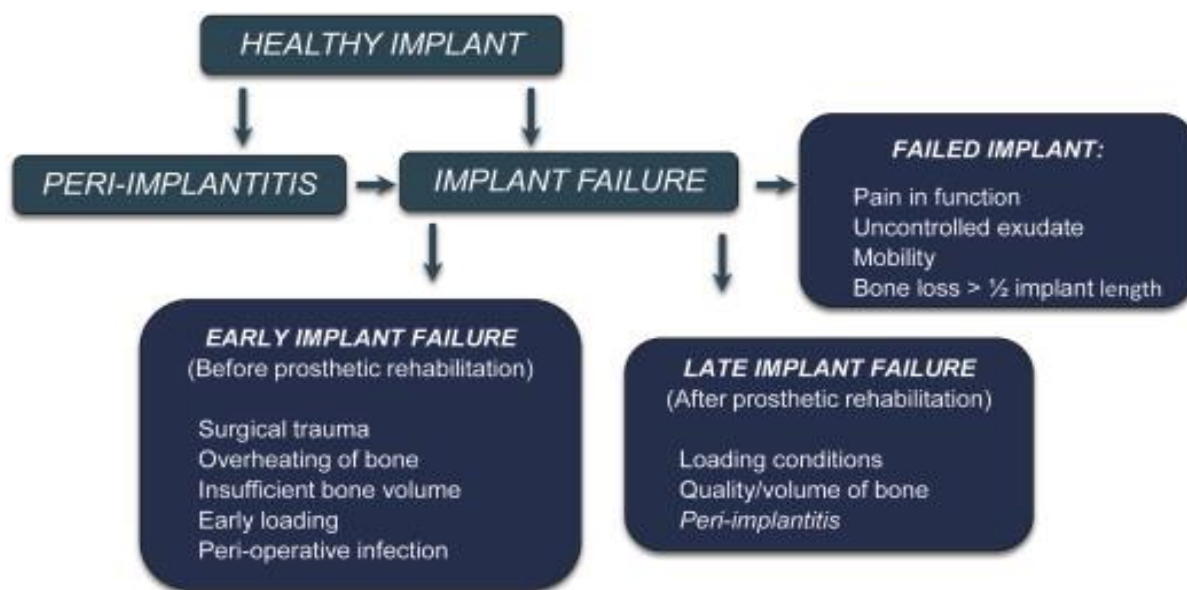 HEALTHY IMPLANT
PERI-IMPLANTITIS
IMPLANT FAILURE
FAILED IMPLANT:
Pain in function
Uncontrolled exudate
Mobility
Bone loss > ½ implant length
EARLY IMPLANT FAILURE
(Before prosthetic rehabilitation)
Surgical trauma
Overheating of bone
Insufficient bone volume
Early loading
Peri-operative infection
LATE IMPLANT FAILURE
(After prosthetic rehabilitation)
Loading conditions
Quality/volume of bone
Peri-implantitis